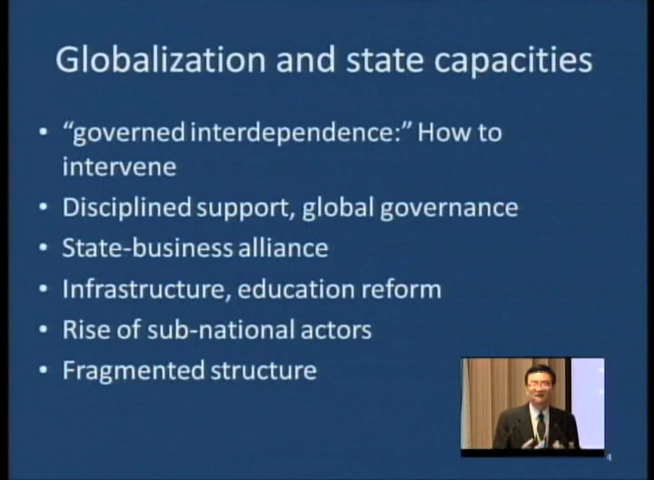 Globalization and state capacities
• “governed interdependence:” How to
intervene
• Disciplined support, global governance
• State-business alliance
• Infrastructure, education reform
• Rise of sub-national actors
• Fragmented structure
4